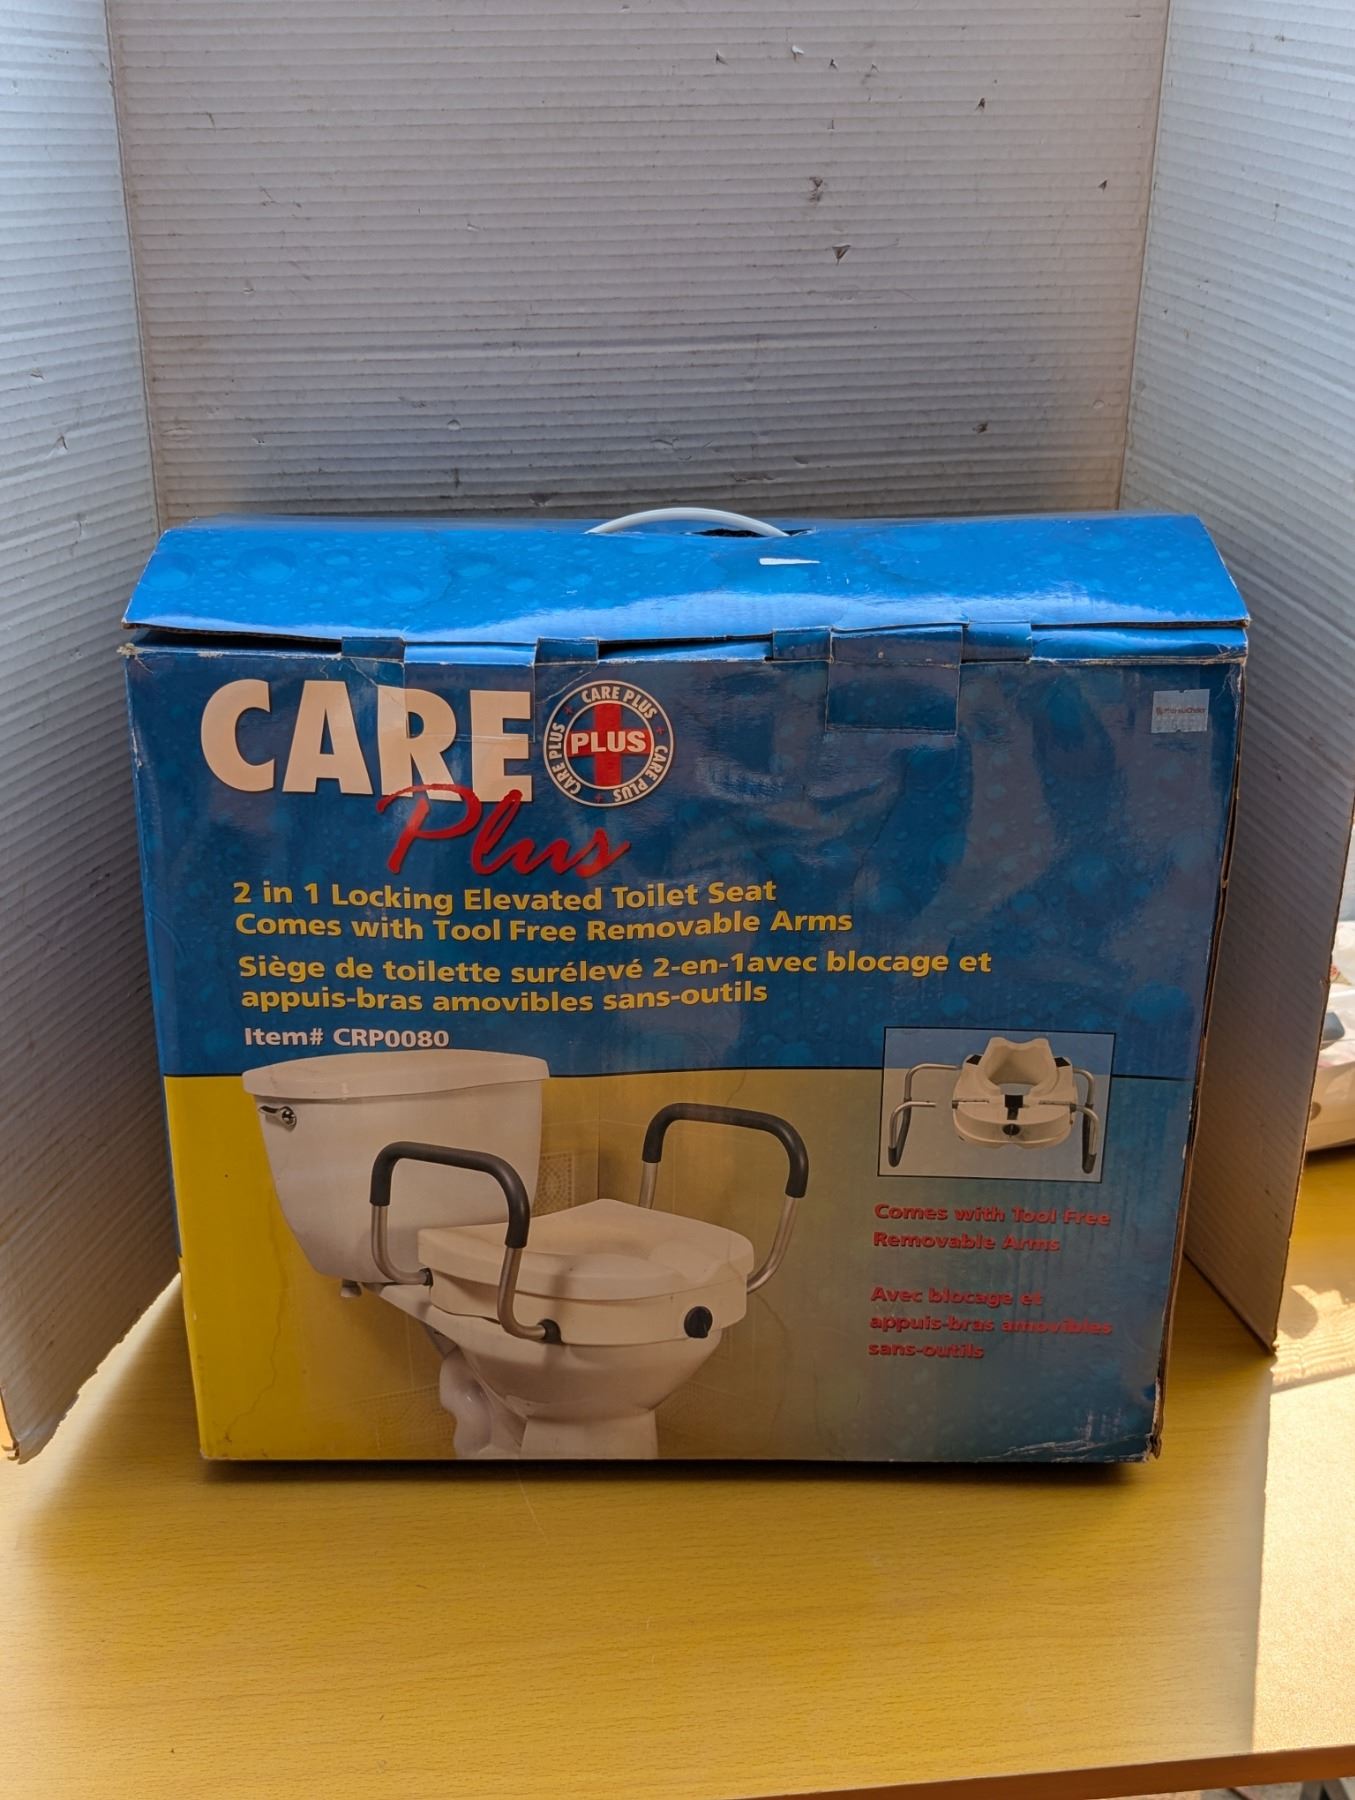 CARE
Plus
CARE PLUS
CARE PLUS
CARE PLUS
PLUS
2 in 1 Locking Elevated Toilet Seat
Comes with Tool Free Removable Arms
Siège de toilette surélevé 2-en-1avec blocage et
appuis-bras amovibles sans-outils
Item# CRP0080
Comes with Tool Free
Removable Arms
Avec blocage et
appuis-bras amovibles
sans-outils